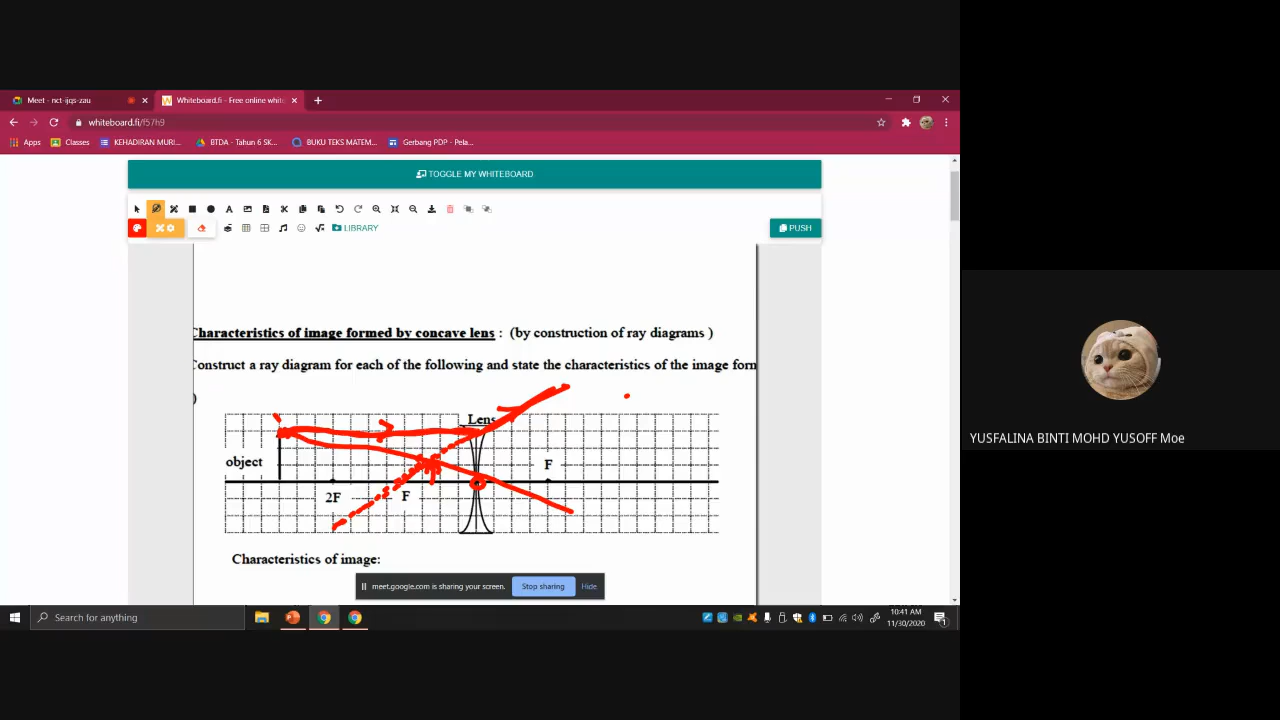 Meet - nct-ijqs-zau
Whiteboard.fi - Free online white
whiteboard.fi/f57h9
Apps Classes KEHADIRAN MURI... BTDA - Tahun 6 SK... BUKU TEKS MATEM... Gerbang PDP - Pela...
TOGGLE MY WHITEBOARD
LIBRARY
PUSH
Characteristics of image formed by concave lens : (by construction of ray diagrams )
Construct a ray diagram for each of the following and state the characteristics of the image form
)
Lens
object
F
2F
F
Characteristics of image:
meet.google.com is sharing your screen. Stop sharing Hide
Search for anything
10:41 AM
11/30/2020
YUSFALINA BINTI MOHD YUSOFF Moe